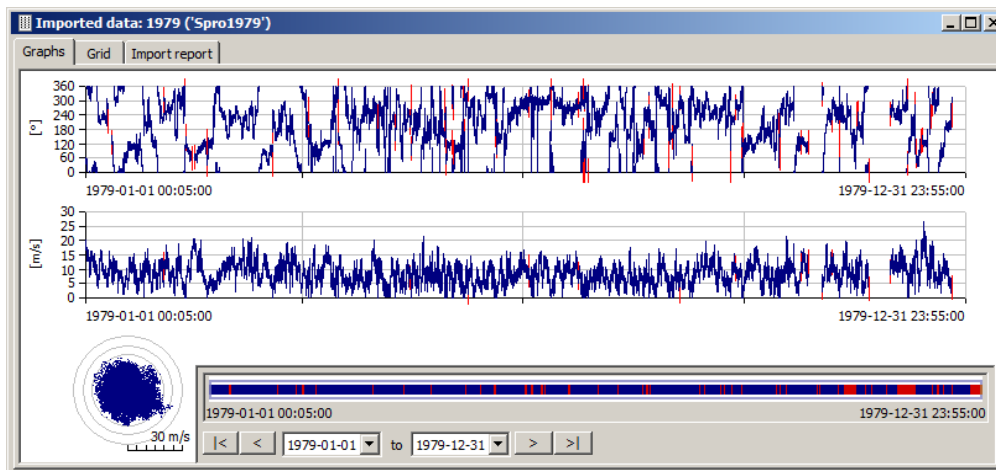 Imported data: 1979 ('Spro1979')
Graphs Grid Import report
360
300
240
180
120
60
0
[º]
1979-01-01 00:05:00 1979-12-31 23:55:00
30
25
20
15
10
5
0
[m/s]
1979-01-01 00:05:00 1979-12-31 23:55:00
30 m/s
1979-01-01 00:05:00 1979-12-31 23:55:00
|< < 1979-01-01 to 1979-12-31 > >|